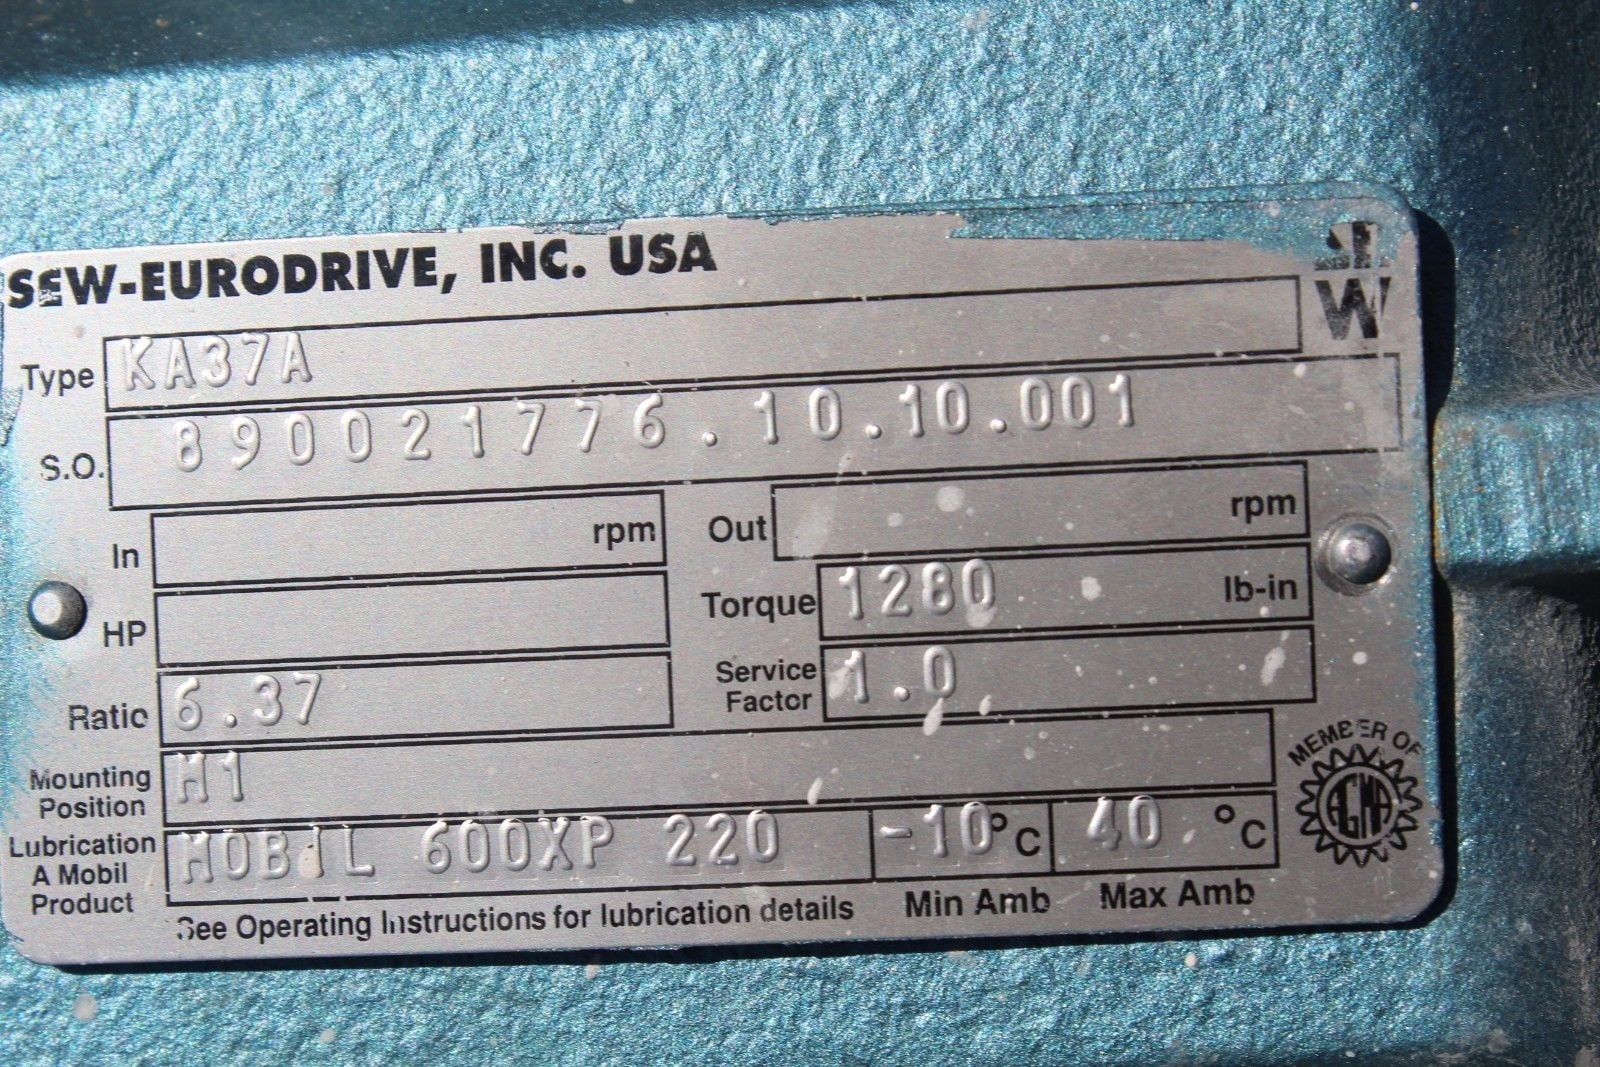 SEW-EURODRIVE, INC. USA
SEW
Type KA37A
S.O. 890021776.10.10.001
In rpm Out rpm
HP Torque 1280 lb-in
Ratio 6.37 Service Factor 1.0
Mounting Position M1
Lubrication A Mobil Product MOBIL 600XP 220 -10 °C 40 °C
See Operating Instructions for lubrication details Min Amb Max Amb
MEMBER OF
AGMA